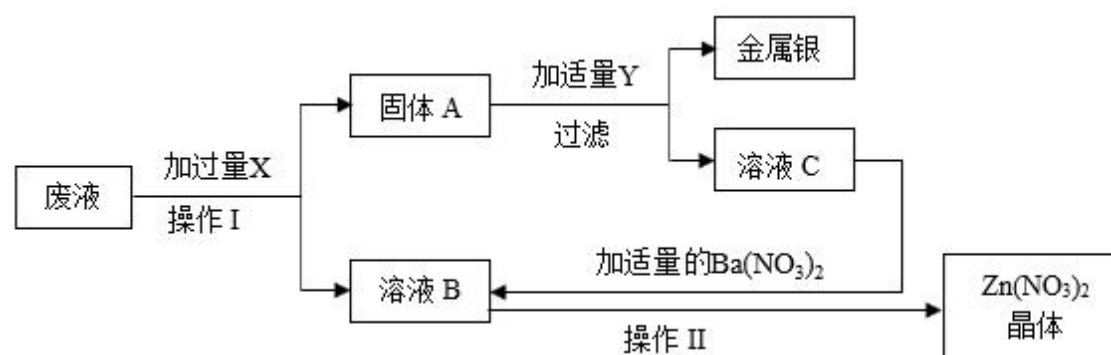 废液
加过量X
操作 I
固体 A
加适量Y
过滤
金属银
溶液 C
溶液 B
加适量的Ba(NO₃)₂
操作 II
Zn(NO₃)₂
晶体